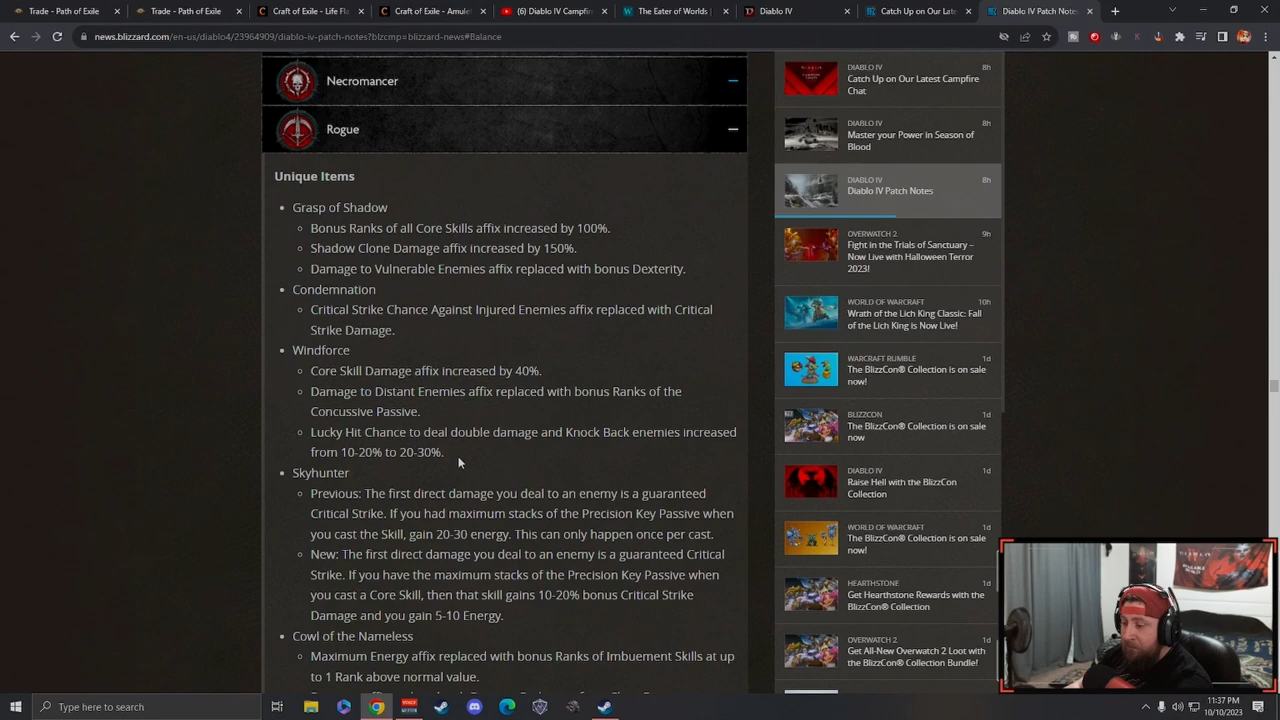 Trade - Path of Exile
Trade - Path of Exile
Craft of Exile - Life Fla
Craft of Exile - Amule
(6) Diablo IV Campfir
The Eater of Worlds |
Diablo IV
Catch Up on Our Late
Diablo IV Patch Notes
news.blizzard.com/en-us/diablo4/23964909/diablo-iv-patch-notes?blzcmp=blizzard-news#Balance
Necromancer
Rogue
Unique Items
Grasp of Shadow
Bonus Ranks of all Core Skills affix increased by 100%.
Shadow Clone Damage affix increased by 150%.
Damage to Vulnerable Enemies affix replaced with bonus Dexterity.
Condemnation
Critical Strike Chance Against Injured Enemies affix replaced with Critical
Strike Damage.
Windforce
Core Skill Damage affix increased by 40%.
Damage to Distant Enemies affix replaced with bonus Ranks of the
Concussive Passive.
Lucky Hit Chance to deal double damage and Knock Back enemies increased
from 10-20% to 20-30%.
Skyhunter
Previous: The first direct damage you deal to an enemy is a guaranteed
Critical Strike. If you had maximum stacks of the Precision Key Passive when
you cast the Skill, gain 20-30 energy. This can only happen once per cast.
New: The first direct damage you deal to an enemy is a guaranteed Critical
Strike. If you have the maximum stacks of the Precision Key Passive when
you cast a Core Skill, then that skill gains 10-20% bonus Critical Strike
Damage and you gain 5-10 Energy.
Cowl of the Nameless
Maximum Energy affix replaced with bonus Ranks of Imbuement Skills at up
to 1 Rank above normal value.
DIABLO IV 8h
Catch Up on Our Latest Campfire
Chat
DIABLO IV 8h
Master your Power in Season of
Blood
DIABLO IV 8h
Diablo IV Patch Notes
OVERWATCH 2 9h
Fight in the Trials of Sanctuary –
Now Live with Halloween Terror
2023!
WORLD OF WARCRAFT 10h
Wrath of the Lich King Classic: Fall
of the Lich King is Now Live!
WARCRAFT RUMBLE 1d
The BlizzCon® Collection is on sale
now!
BLIZZCON 1d
The BlizzCon® Collection is on sale
now
DIABLO IV 1d
Raise Hell with the BlizzCon
Collection
WORLD OF WARCRAFT 1d
The BlizzCon® Collection is on sale
now!
HEARTHSTONE 1d
Get Hearthstone Rewards with the
BlizzCon® Collection
OVERWATCH 2 1d
Get All-New Overwatch 2 Loot with
the BlizzCon® Collection Bundle!
Type here to search
11:37 PM
10/10/2023